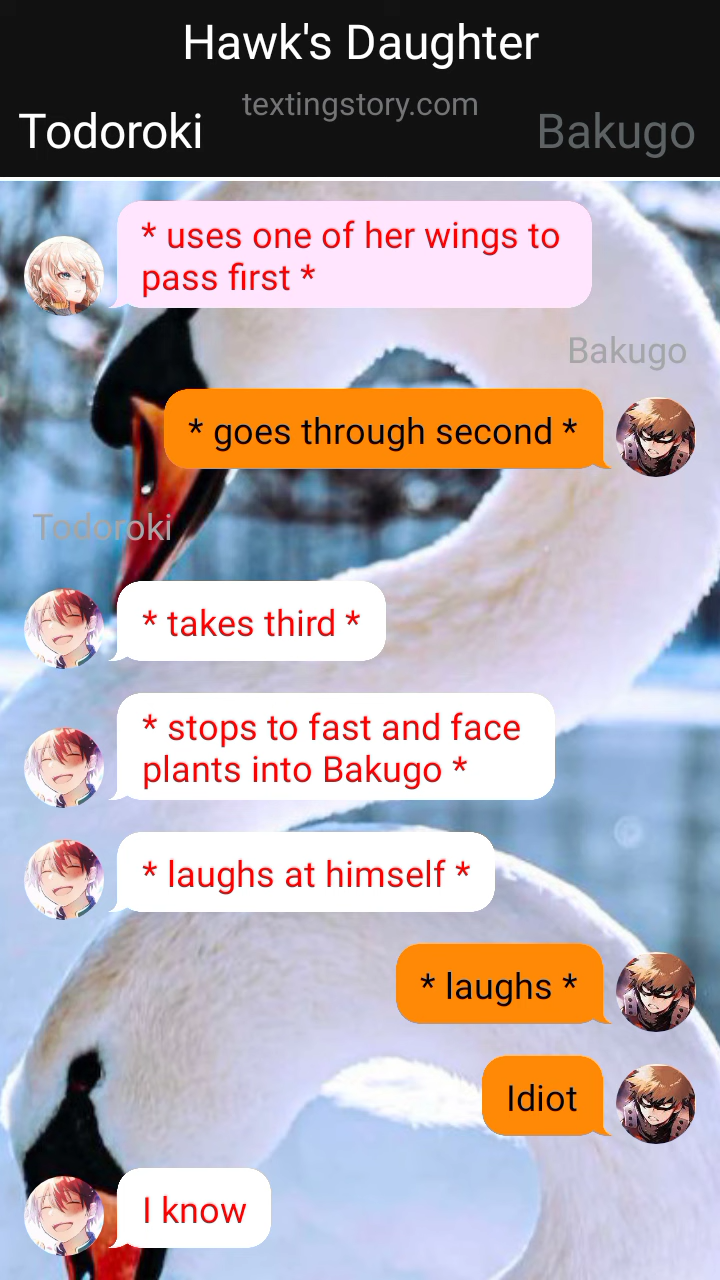 Hawk's Daughter
textingstory.com
Todoroki
Bakugo
* uses one of her wings to
pass first *
Bakugo
* goes through second *
Todoroki
* takes third *
* stops to fast and face
plants into Bakugo *
* laughs at himself *
* laughs *
Idiot
I know